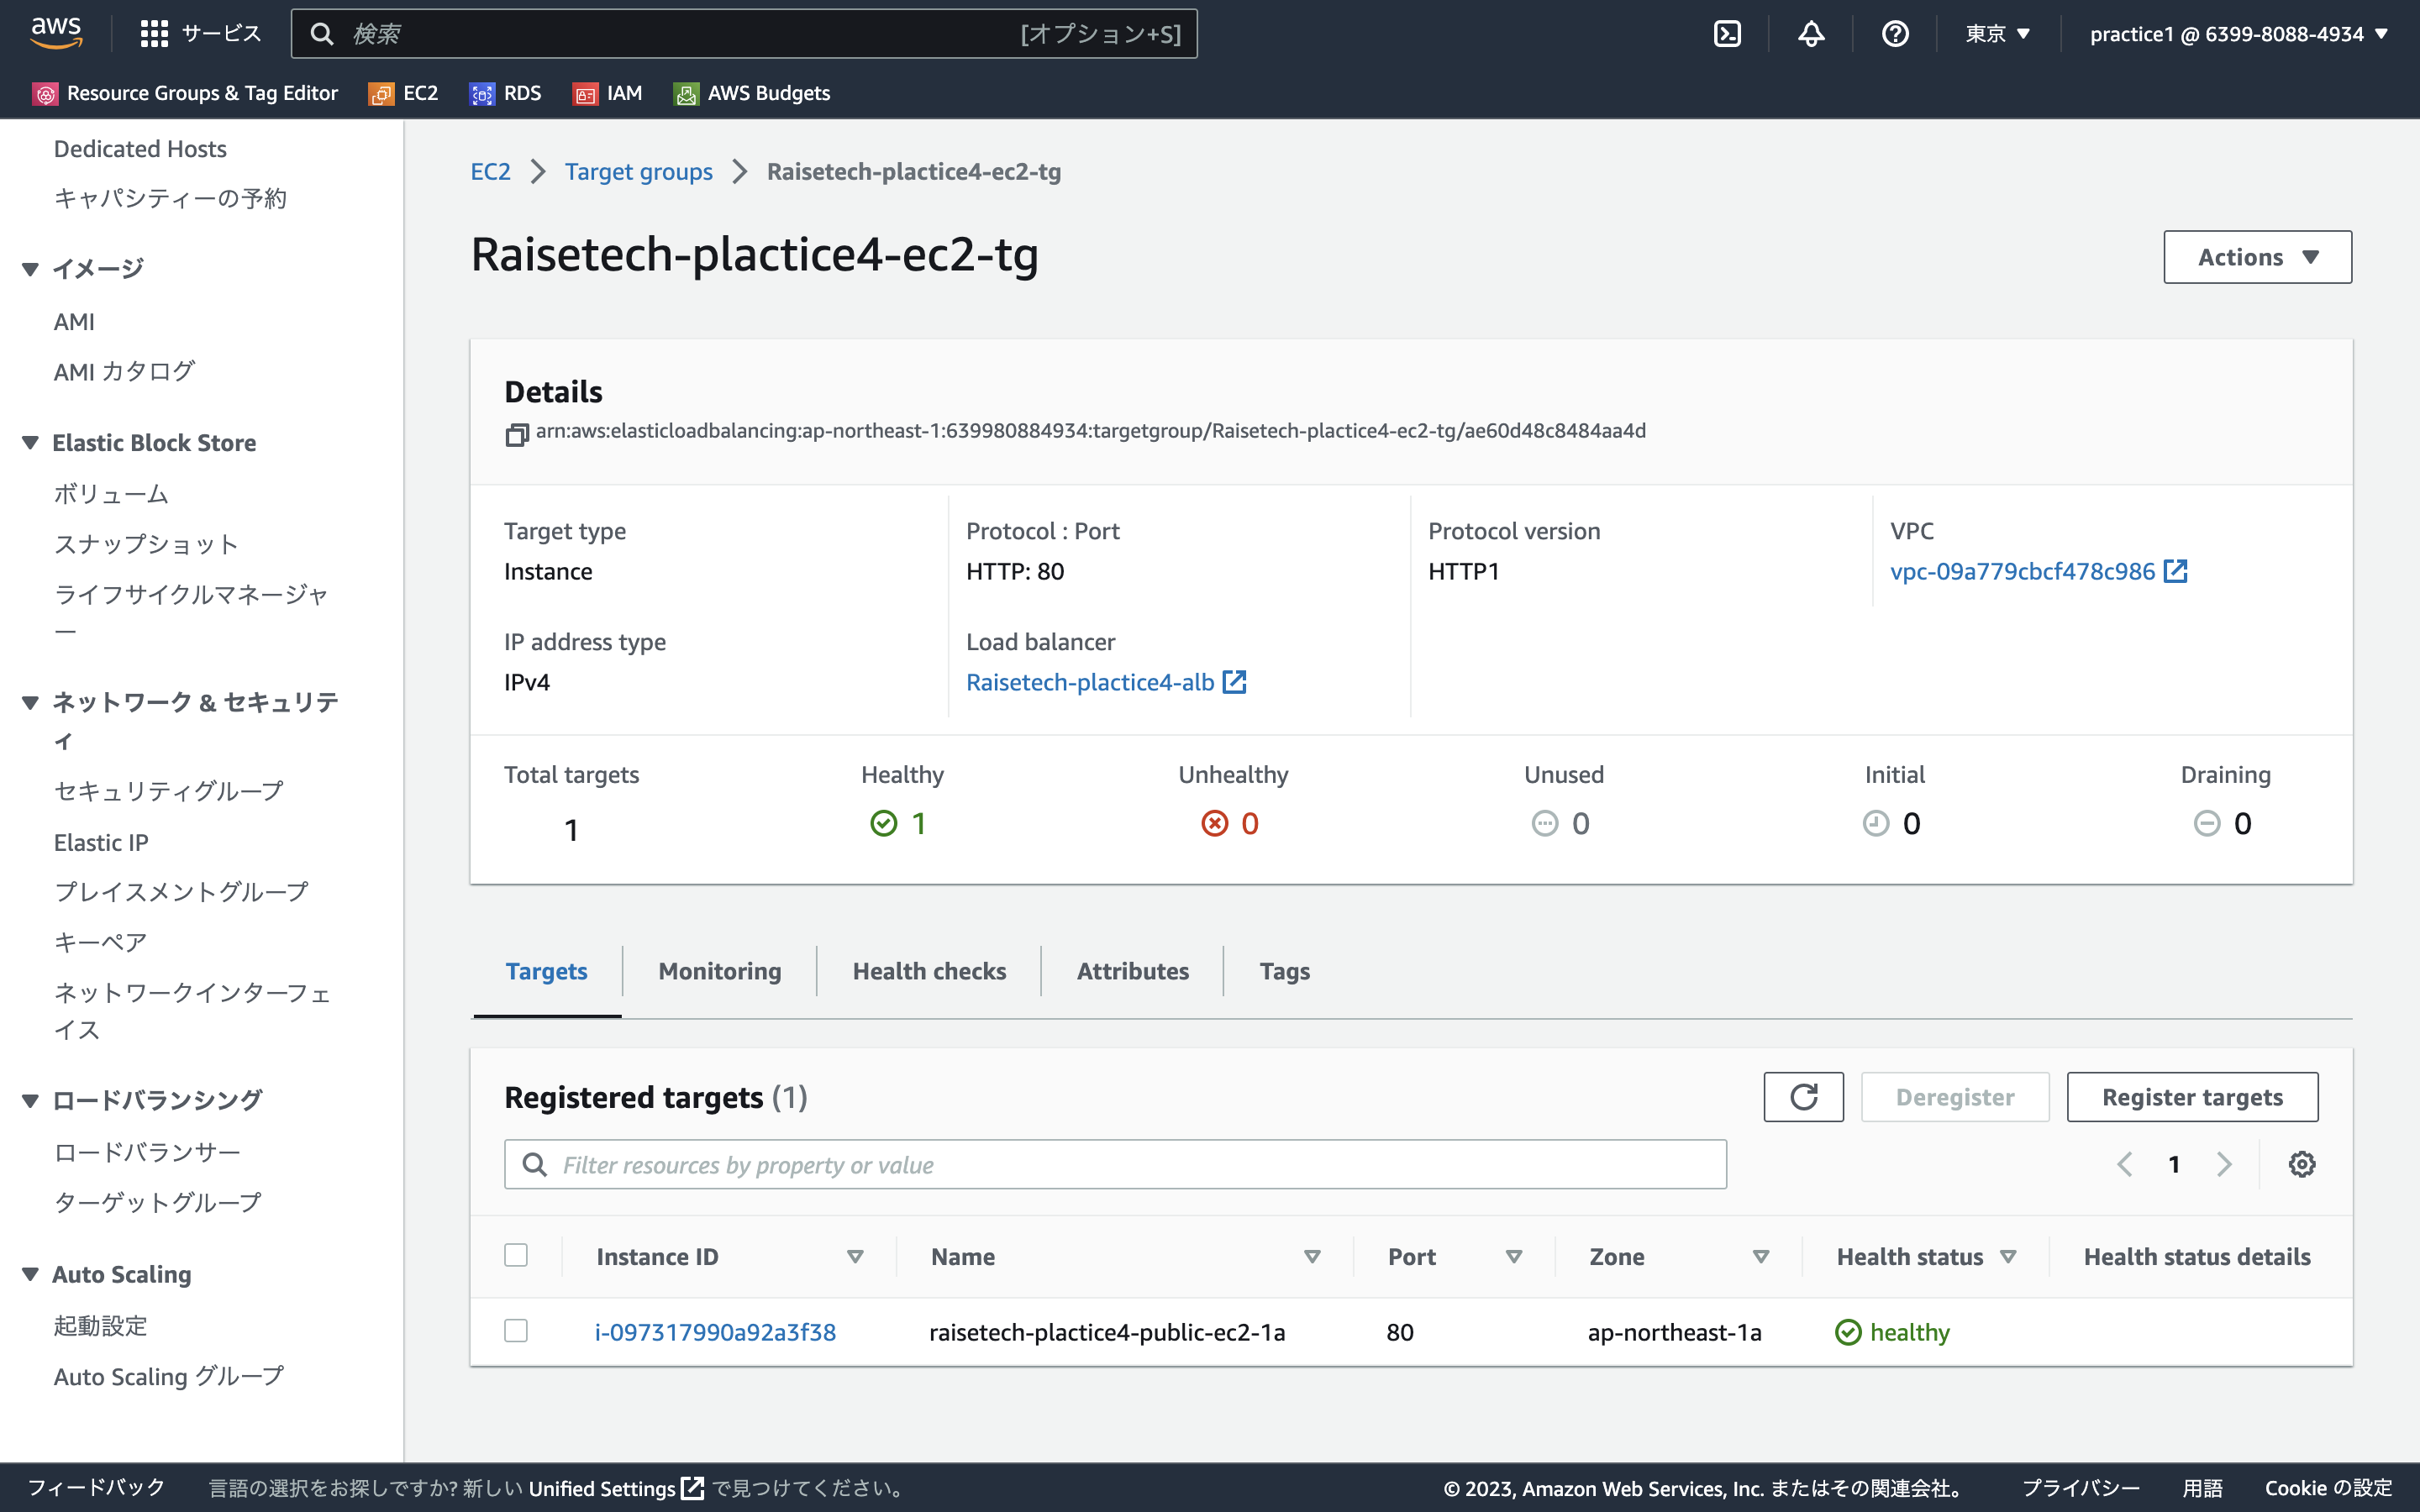 aws サービス 検索 [オプション+S] 東京 ▼ practice1 @ 6399-8088-4934 ▼
Resource Groups & Tag Editor EC2 RDS IAM AWS Budgets
Dedicated Hosts
キャパシティーの予約
イメージ
AMI
AMI カタログ
Elastic Block Store
ボリューム
スナップショット
ライフサイクルマネージャ
ー
ネットワーク & セキュリテ
ィ
セキュリティグループ
Elastic IP
プレイスメントグループ
キーペア
ネットワークインターフェ
イス
ロードバランシング
ロードバランサー
ターゲットグループ
Auto Scaling
起動設定
Auto Scaling グループ
EC2 > Target groups > Raisetech-plactice4-ec2-tg
Raisetech-plactice4-ec2-tg
Actions ▼
Details
arn:aws:elasticloadbalancing:ap-northeast-1:639980884934:targetgroup/Raisetech-plactice4-ec2-tg/ae60d48c8484aa4d
Target type Protocol : Port Protocol version VPC
Instance HTTP: 80 HTTP1 vpc-09a779cbcf478c986
IP address type Load balancer
IPv4 Raisetech-plactice4-alb
Total targets Healthy Unhealthy Unused Initial Draining
1 1 0 0 0 0
Targets Monitoring Health checks Attributes Tags
Registered targets (1) Deregister Register targets
Filter resources by property or value < 1 >
Instance ID Name Port Zone Health status Health status details
i-097317990a92a3f38 raisetech-plactice4-public-ec2-1a 80 ap-northeast-1a healthy
フィードバック 言語の選択をお探しですか? 新しい Unified Settings で見つけてください。 © 2023, Amazon Web Services, Inc. またはその関連会社。 プライバシー 用語 Cookie の設定